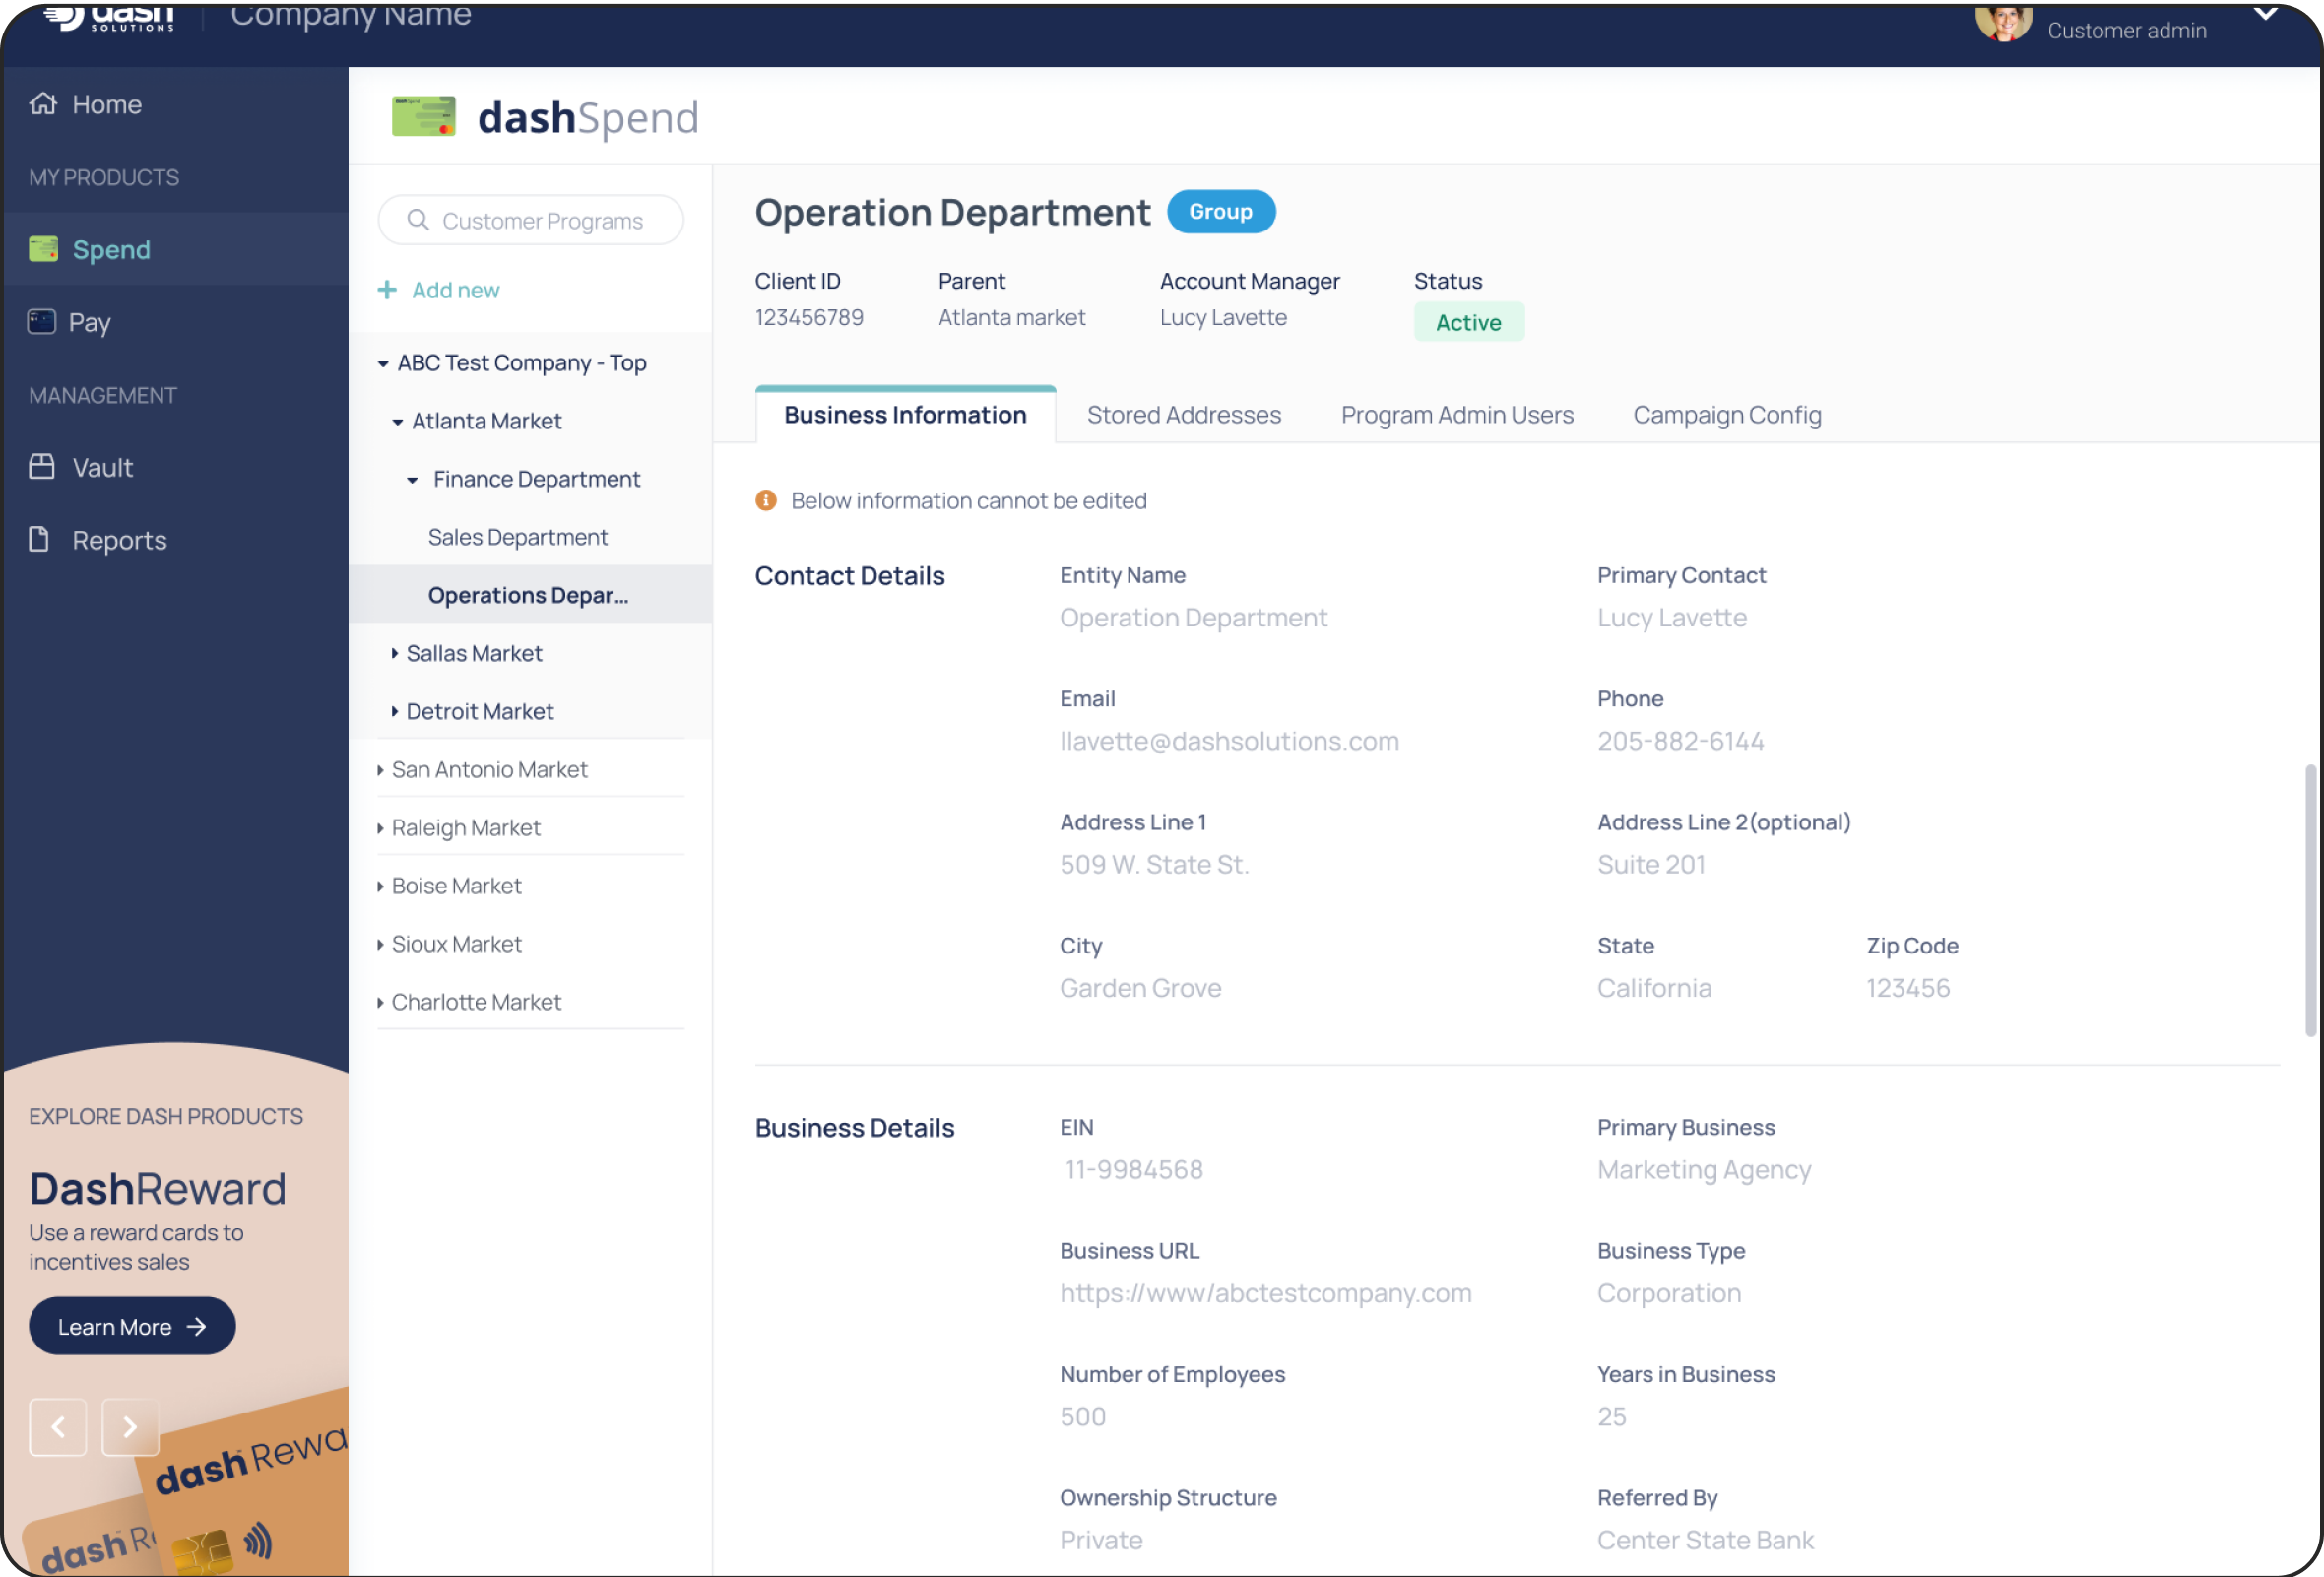 dash
SOLUTIONS
Company Name
Customer admin
Home
MY PRODUCTS
Spend
Pay
MANAGEMENT
Vault
Reports
EXPLORE DASH PRODUCTS
DashReward
Use a reward cards to
incentives sales
Learn More
dash Rewa
dash R
dashSpend
Customer Programs
Add new
ABC Test Company - Top
Atlanta Market
Finance Department
Sales Department
Operations Depar...
Sallas Market
Detroit Market
San Antonio Market
Raleigh Market
Boise Market
Sioux Market
Charlotte Market
Operation Department Group
Client ID Parent Account Manager Status
123456789 Atlanta market Lucy Lavette Active
Business Information Stored Addresses Program Admin Users Campaign Config
Below information cannot be edited
Contact Details
Entity Name Primary Contact
Operation Department Lucy Lavette
Email Phone
llavette@dashsolutions.com 205-882-6144
Address Line 1 Address Line 2(optional)
509 W. State St. Suite 201
City State Zip Code
Garden Grove California 123456
Business Details
EIN Primary Business
11-9984568 Marketing Agency
Business URL Business Type
https://www/abctestcompany.com Corporation
Number of Employees Years in Business
500 25
Ownership Structure Referred By
Private Center State Bank